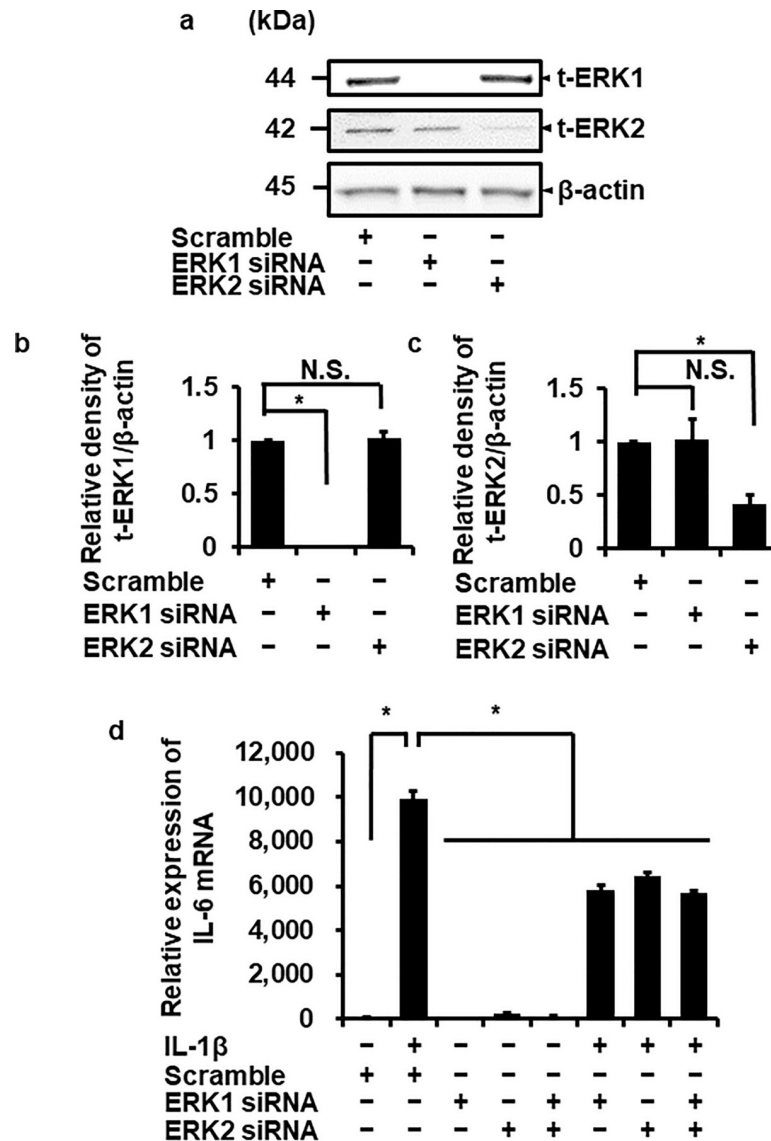 a (kDa)
44 t-ERK1
42 t-ERK2
45 β-actin
Scramble + – –
ERK1 siRNA – + –
ERK2 siRNA – – +
b
Relative density of
t-ERK1/β-actin
N.S.
*
1.5
1
0.5
0
Scramble + – –
ERK1 siRNA – + –
ERK2 siRNA – – +
c
Relative density of
t-ERK2/β-actin
*
N.S.
1.5
1
0.5
0
Scramble + – –
ERK1 siRNA – + –
ERK2 siRNA – – +
d
Relative expression of
IL-6 mRNA
* *
12,000
10,000
8,000
6,000
4,000
2,000
0
IL-1β – + – – – + + +
Scramble + + – – – – – –
ERK1 siRNA – – + – + + – +
ERK2 siRNA – – – + + – + +